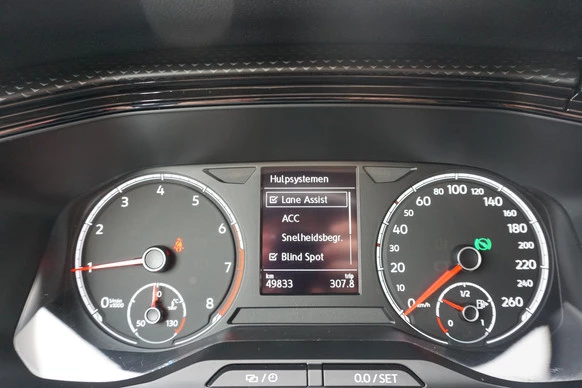 Hulpsystemen
Lane Assist
ACC
Snelheidsbegr.
Blind Spot
km trip
49833 307.8
0 1 2 3 4 5 6 7 8
1/min
x1000
50 90 130
°C
0 20 30 40 50 60 80 100 120 140 160 180 200 220 240 260
km/h
0 1/2 1
0.0 / SET